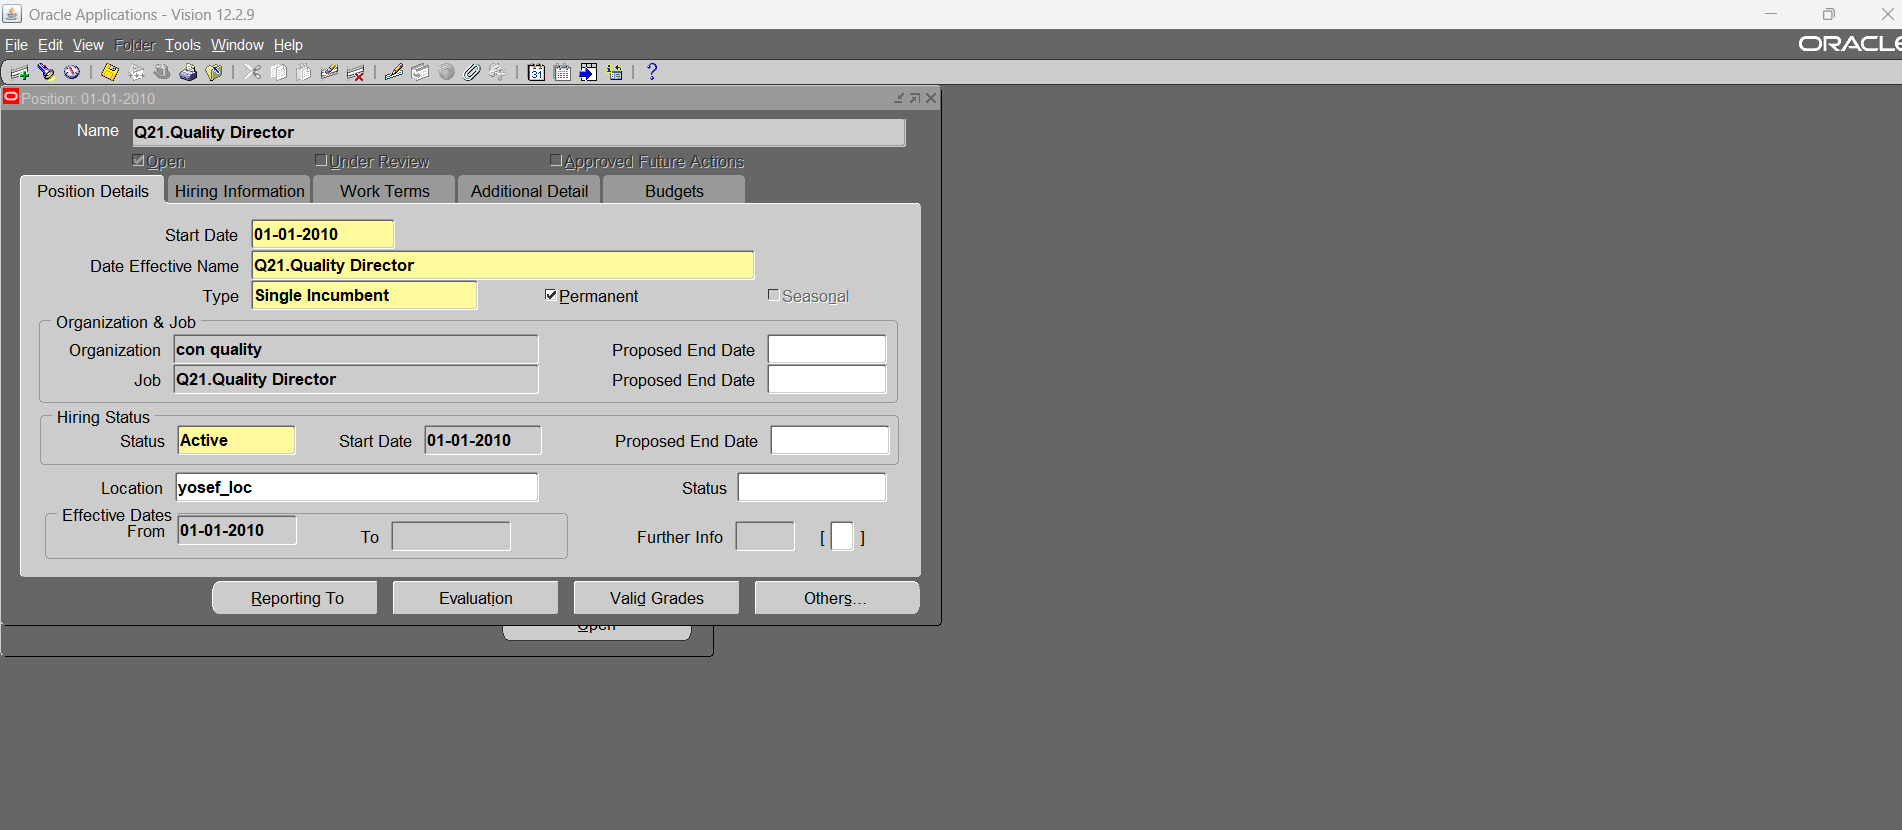 Oracle Applications - Vision 12.2.9
File Edit View Folder Tools Window Help
ORACLE
Position: 01-01-2010
Name Q21.Quality Director
Open Under Review Approved Future Actions
Position Details Hiring Information Work Terms Additional Detail Budgets
Start Date 01-01-2010
Date Effective Name Q21.Quality Director
Type Single Incumbent Permanent Seasonal
Organization & Job
Organization con quality Proposed End Date
Job Q21.Quality Director Proposed End Date
Hiring Status
Status Active Start Date 01-01-2010 Proposed End Date
Location yosef_loc Status
Effective Dates
From 01-01-2010 To Further Info [ ]
Reporting To Evaluation Valid Grades Others...
Open